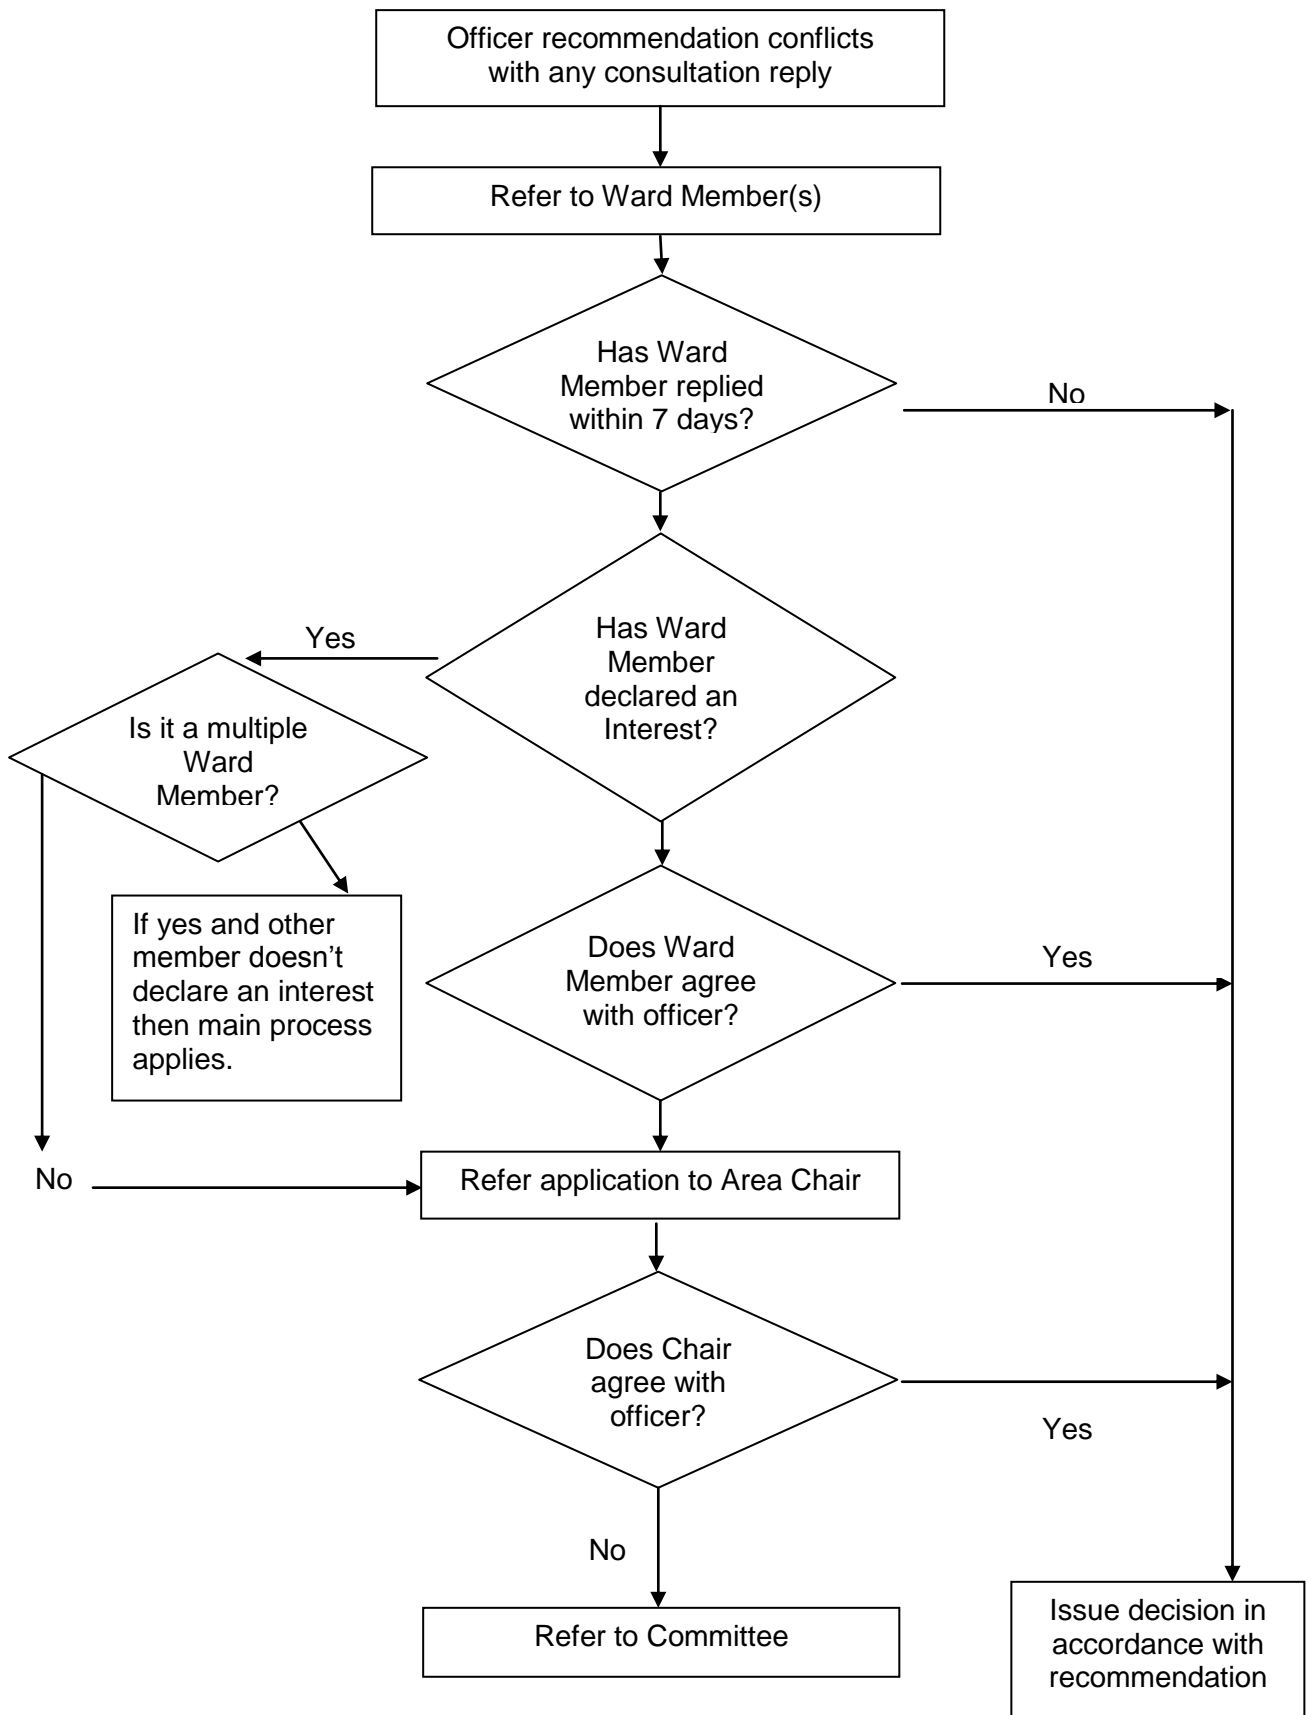 Officer recommendation conflicts
with any consultation reply
Refer to Ward Member(s)
Has Ward
Member replied
within 7 days?
No
Has Ward
Member
declared an
Interest?
Yes
Is it a multiple
Ward
Member?
If yes and other
member doesn’t
declare an interest
then main process
applies.
Does Ward
Member agree
with officer?
Yes
No
Refer application to Area Chair
Does Chair
agree with
officer?
Yes
No
Refer to Committee
Issue decision in
accordance with
recommendation